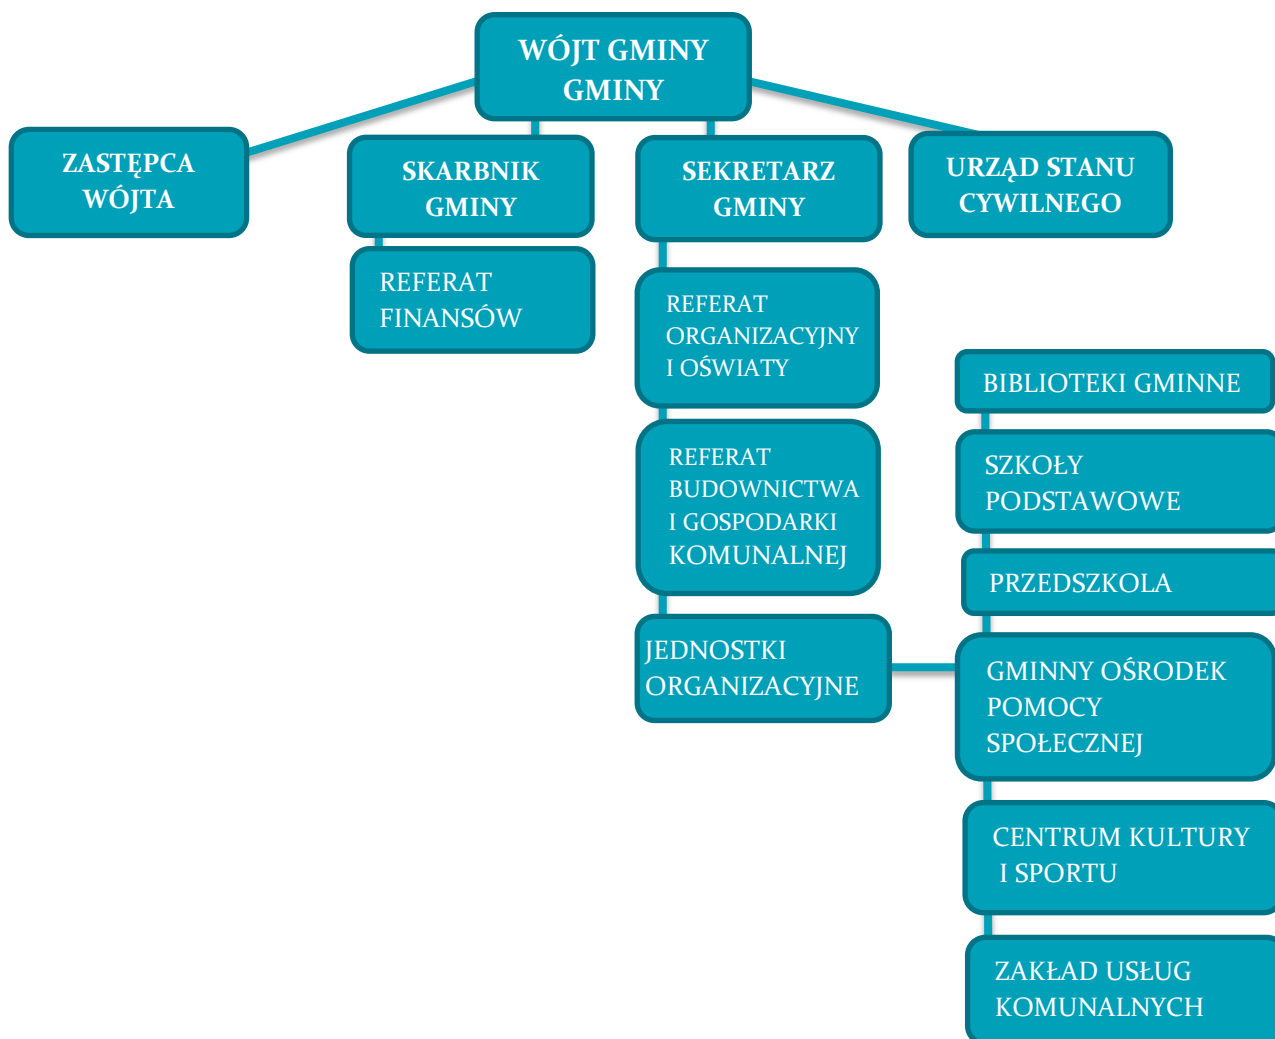 WÓJT GMINY
GMINY
ZASTĘPCA
WÓJTA
SKARBNIK
GMINY
SEKRETARZ
GMINY
URZĄD STANU
CYWILNEGO
REFERAT
FINANSÓW
REFERAT
ORGANIZACYJNY
I OŚWIATY
REFERAT
BUDOWNICTWA
I GOSPODARKI
KOMUNALNEJ
JEDNOSTKI
ORGANIZACYJNE
BIBLIOTEKI GMINNE
SZKOŁY
PODSTAWOWE
PRZEDSZKOLA
GMINNY OŚRODEK
POMOCY
SPOŁECZNEJ
CENTRUM KULTURY
I SPORTU
ZAKŁAD USŁUG
KOMUNALNYCH